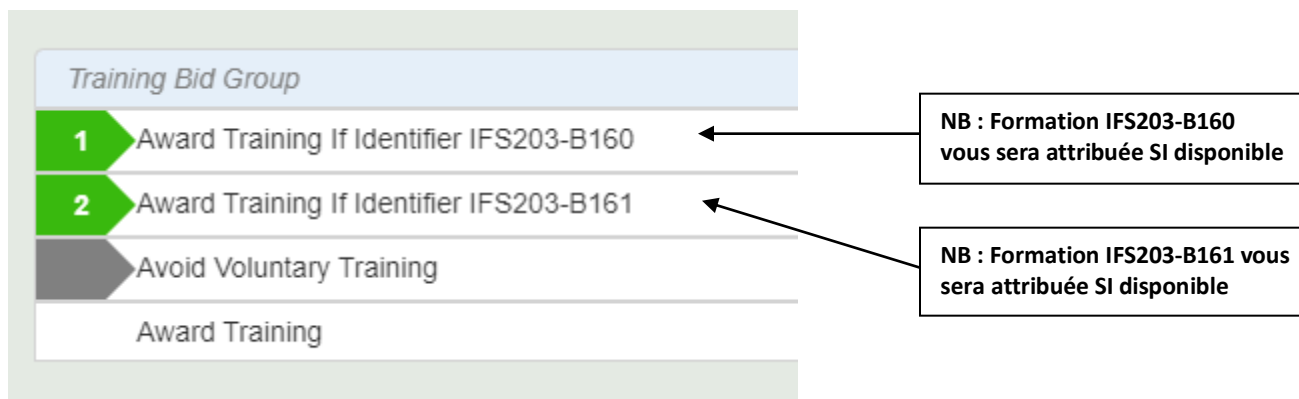 Training Bid Group
1 Award Training If Identifier IFS203-B160
2 Award Training If Identifier IFS203-B161
Avoid Voluntary Training
Award Training
NB : Formation IFS203-B160
vous sera attribuée SI disponible
NB : Formation IFS203-B161 vous
sera attribuée SI disponible